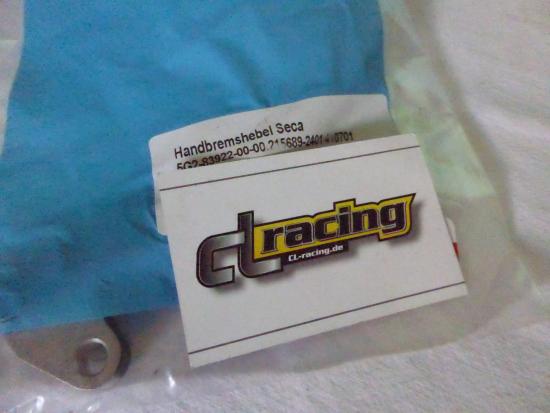 Handbremshebel Seca
5G2-83922-00-00
cl racing
CL-racing.de